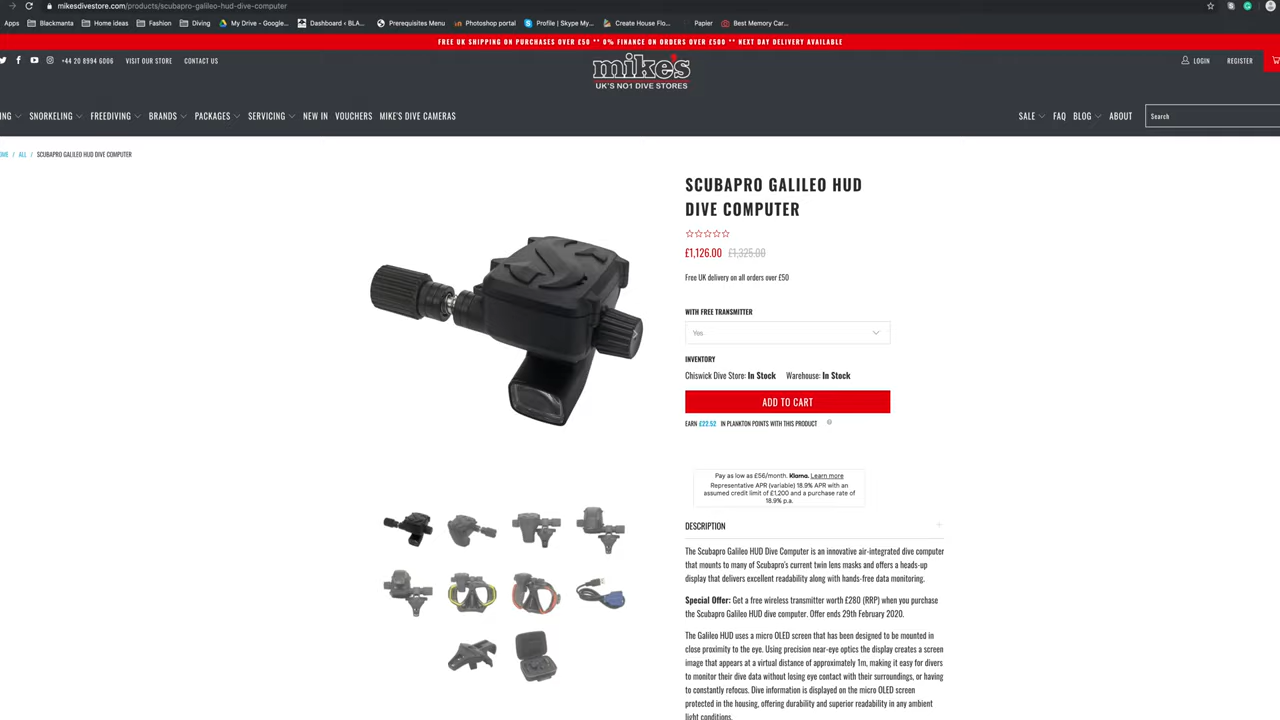 mikesdivestore.com/products/scubapro-galileo-hud-dive-computer
Apps Blackmanta Home ideas Fashion Diving My Drive - Google... Dashboard ‹ BLA... Prerequisites Menu Photoshop portal Profile | Skype My... Create House Flo... Papier Best Memory Car...
FREE UK SHIPPING ON PURCHASES OVER £50 ** 0% FINANCE ON ORDERS OVER £500 ** NEXT DAY DELIVERY AVAILABLE
+44 20 8994 6006 VISIT OUR STORE CONTACT US
mike's
UK'S NO1 DIVE STORES
LOGIN REGISTER
ING SNORKELING FREEDIVING BRANDS PACKAGES SERVICING NEW IN VOUCHERS MIKE'S DIVE CAMERAS SALE FAQ BLOG ABOUT Search
OME / ALL / SCUBAPRO GALILEO HUD DIVE COMPUTER
SCUBAPRO GALILEO HUD
DIVE COMPUTER
£1,126.00 £1,325.00
Free UK delivery on all orders over £50
WITH FREE TRANSMITTER
Yes
INVENTORY
Chiswick Dive Store: In Stock Warehouse: In Stock
ADD TO CART
EARN £22.52 IN PLANKTON POINTS WITH THIS PRODUCT
Pay as low as £56/month. Klarna. Learn more
Representative APR (variable) 18.9% APR with an
assumed credit limit of £1,200 and a purchase rate of
18.9% p.a.
DESCRIPTION
The Scubapro Galileo HUD Dive Computer is an innovative air-integrated dive computer
that mounts to many of Scubapro's current twin lens masks and offers a heads-up
display that delivers excellent readability along with hands-free data monitoring.
Special Offer: Get a free wireless transmitter worth £280 (RRP) when you purchase
the Scubapro Galileo HUD dive computer. Offer ends 29th February 2020.
The Galileo HUD uses a micro OLED screen that has been designed to be mounted in
close proximity to the eye. Using precision near-eye optics the display creates a screen
image that appears at a virtual distance of approximately 1m, making it easy for divers
to monitor their dive data without losing eye contact with their surroundings, or having
to constantly refocus. Dive information is displayed on the micro OLED screen
protected in the housing, offering durability and superior readability in any ambient
light conditions.